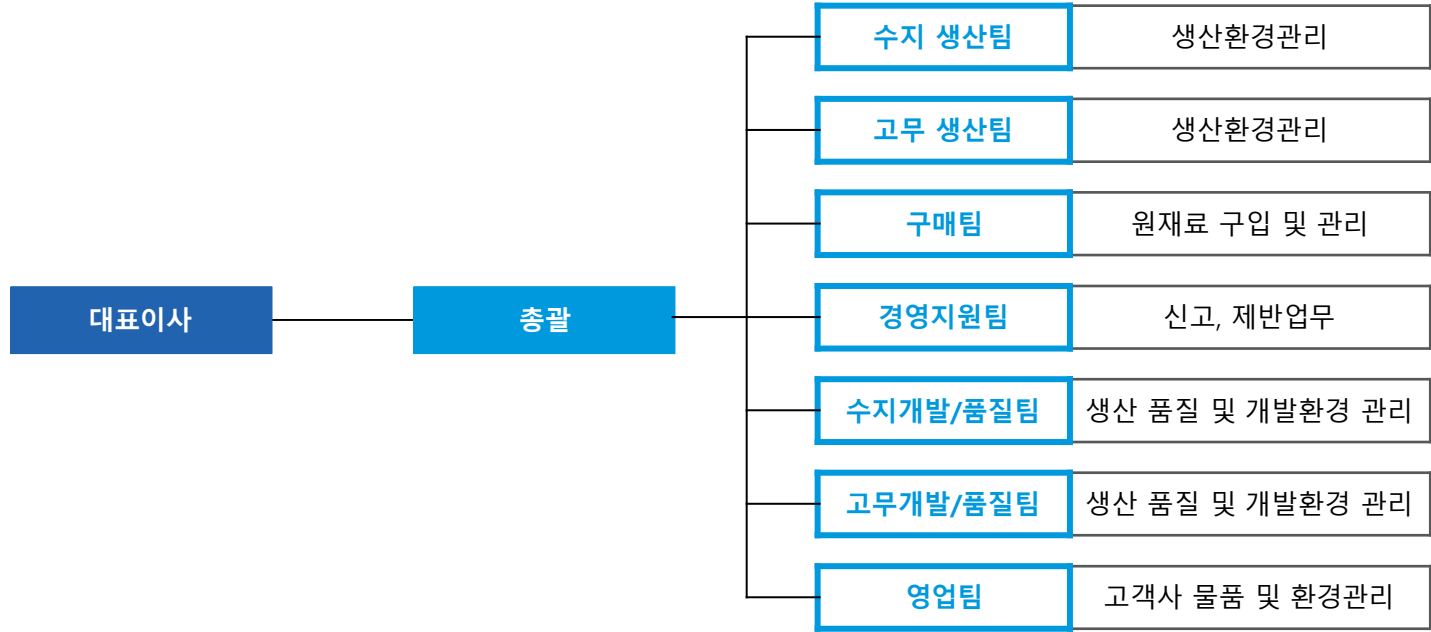 수지 생산팀 생산환경관리
고무 생산팀 생산환경관리
구매팀 원재료 구입 및 관리
대표이사 총괄 경영지원팀 신고, 제반업무
수지개발/품질팀 생산 품질 및 개발환경 관리
고무개발/품질팀 생산 품질 및 개발환경 관리
영업팀 고객사 물품 및 환경관리